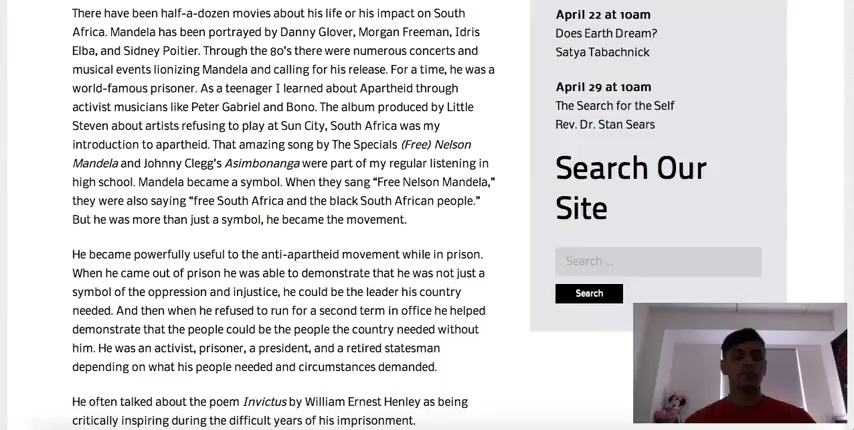 There have been half-a-dozen movies about his life or his impact on South
Africa. Mandela has been portrayed by Danny Glover, Morgan Freeman, Idris
Elba, and Sidney Poitier. Through the 80's there were numerous concerts and
musical events lionizing Mandela and calling for his release. For a time, he was a
world-famous prisoner. As a teenager I learned about Apartheid through
activist musicians like Peter Gabriel and Bono. The album produced by Little
Steven about artists refusing to play at Sun City, South Africa was my
introduction to apartheid. That amazing song by The Specials (Free) Nelson
Mandela and Johnny Clegg's Asimbonanga were part of my regular listening in
high school. Mandela became a symbol. When they sang “Free Nelson Mandela,”
they were also saying “free South Africa and the black South African people.”
But he was more than just a symbol, he became the movement.
He became powerfully useful to the anti-apartheid movement while in prison.
When he came out of prison he was able to demonstrate that he was not just a
symbol of the oppression and injustice, he could be the leader his country
needed. And then when he refused to run for a second term in office he helped
demonstrate that the people could be the people the country needed without
him. He was an activist, prisoner, a president, and a retired statesman
depending on what his people needed and circumstances demanded.
He often talked about the poem Invictus by William Ernest Henley as being
critically inspiring during the difficult years of his imprisonment.
April 22 at 10am
Does Earth Dream?
Satya Tabachnick
April 29 at 10am
The Search for the Self
Rev. Dr. Stan Sears
Search Our
Site
Search ...
Search